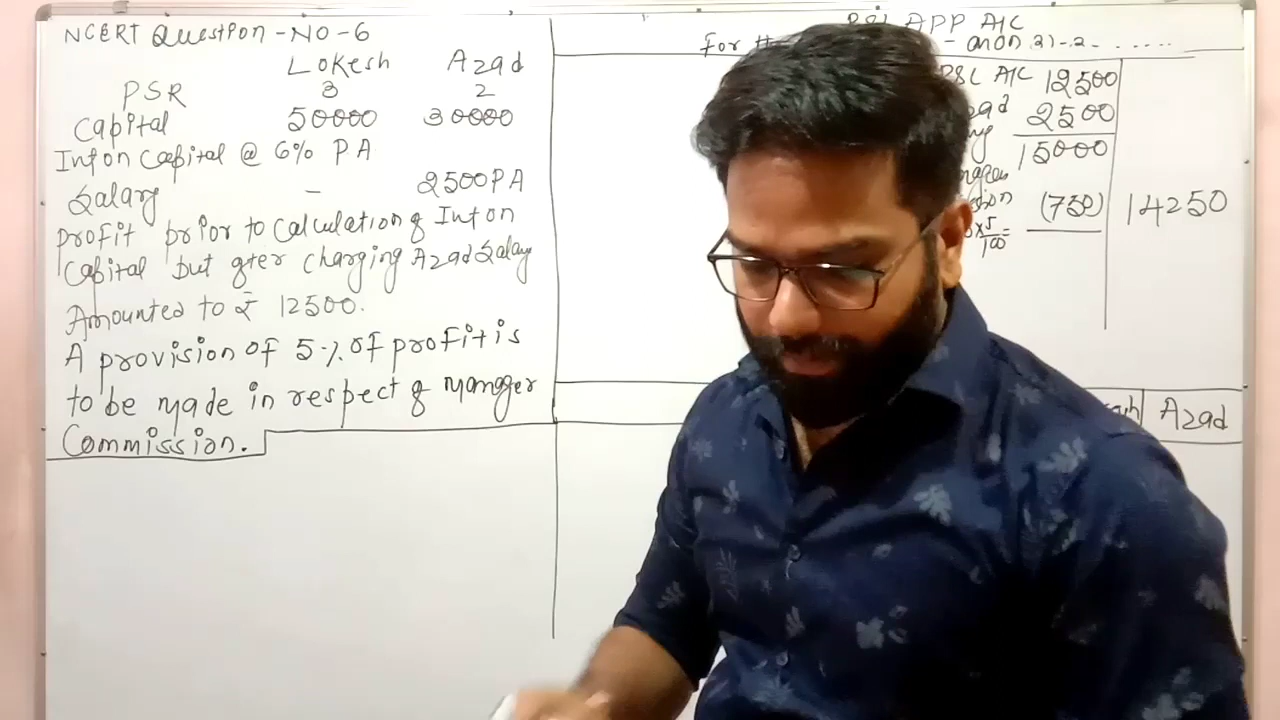 NCERT Question - NO - 6
Lokesh Azad
PSR 3 2
Capital 50000 30000
Int on Capital @ 6% PA
Salary - 2500 PA
Profit prior to calculation of Int on
Capital but after charging Azad Salary
Amounted to ₹ 12500.
A provision of 5% of profit is
to be made in respect of Manager
Commission.
P&L APP A/C
For
P&L A/C 12500
2500
15000
(750) 14250
x 5/100 =
Azad